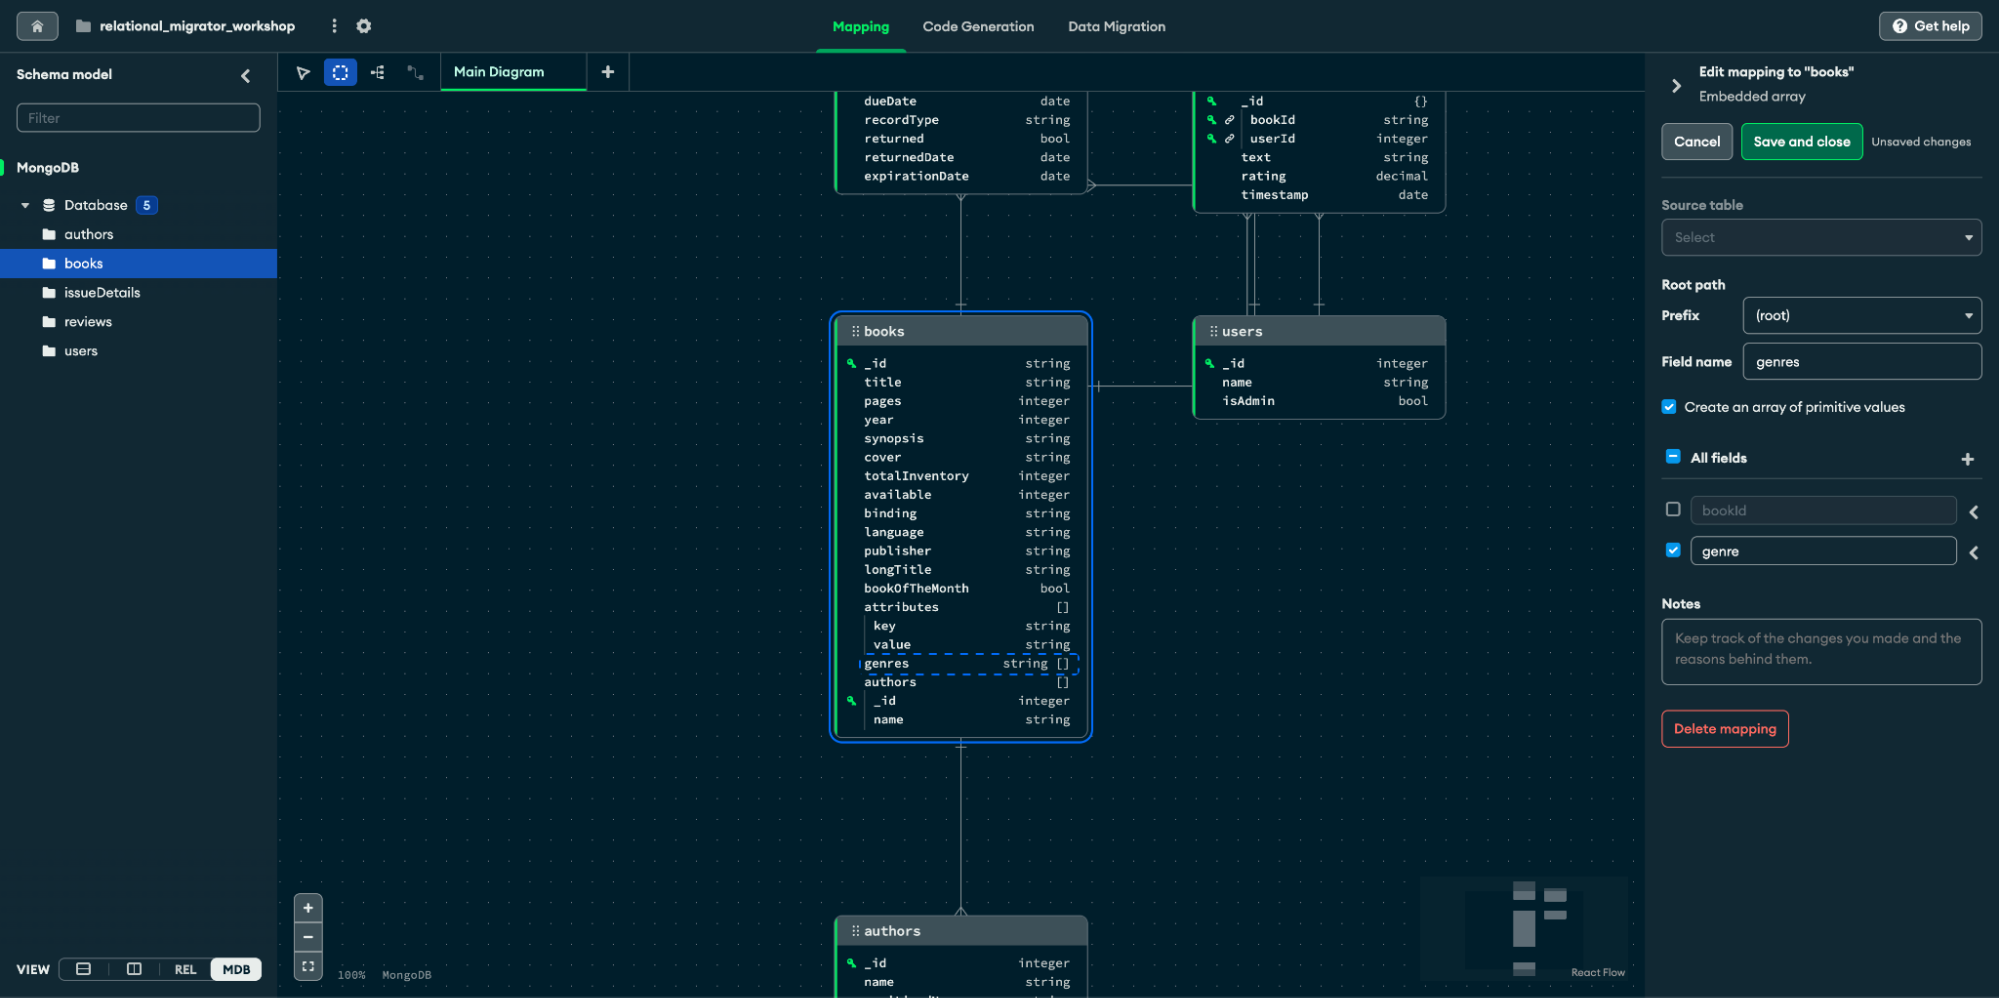 relational_migrator_workshop
Mapping
Code Generation
Data Migration
Get help
Schema model
Filter
MongoDB
Database 5
authors
books
issueDetails
reviews
users
VIEW
REL
MDB
Main Diagram
dueDate date
recordType string
returned bool
returnedDate date
expirationDate date
_id {}
bookId string
userId integer
text string
rating decimal
timestamp date
books
_id string
title string
pages integer
year integer
synopsis string
cover string
totalInventory integer
available integer
binding string
language string
publisher string
longTitle string
bookOfTheMonth bool
attributes []
key string
value string
genres string []
authors []
_id integer
name string
users
_id integer
name string
isAdmin bool
authors
_id integer
name string
100% MongoDB
React Flow
Edit mapping to "books"
Embedded array
Cancel
Save and close
Unsaved changes
Source table
Select
Root path
Prefix (root)
Field name genres
Create an array of primitive values
All fields
bookId
genre
Notes
Keep track of the changes you made and the
reasons behind them.
Delete mapping